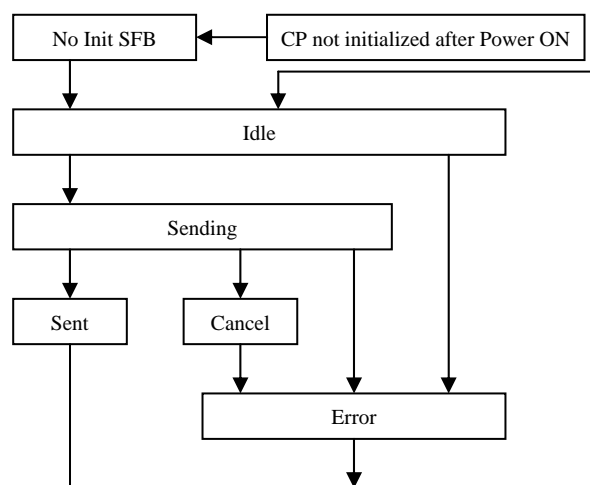 No Init SFB
CP not initialized after Power ON
Idle
Sending
Sent
Cancel
Error